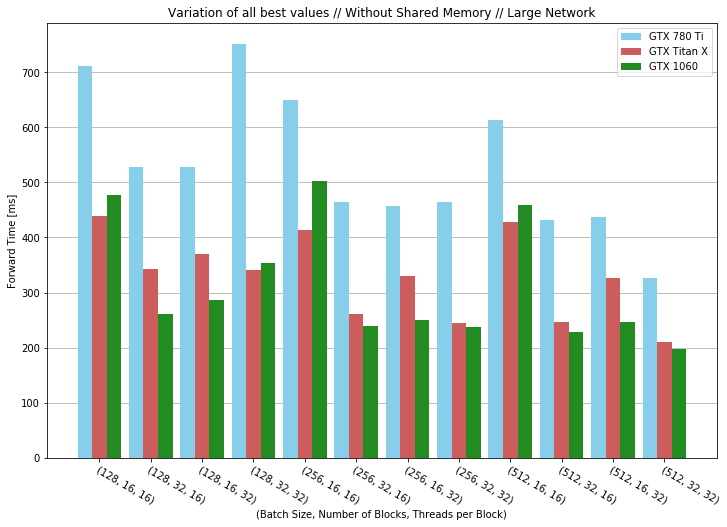 Variation of all best values // Without Shared Memory // Large Network
GTX 780 Ti
GTX Titan X
GTX 1060
Forward Time [ms]
700
600
500
400
300
200
100
0
(128, 16, 16)
(128, 32, 16)
(128, 16, 32)
(128, 32, 32)
(256, 16, 16)
(256, 32, 16)
(256, 16, 32)
(256, 32, 32)
(512, 16, 16)
(512, 32, 16)
(512, 16, 32)
(512, 32, 32)
(Batch Size, Number of Blocks, Threads per Block)